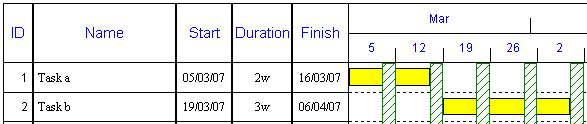 Mar
ID Name Start Duration Finish
5 12 19 26 2
1 Task a 05/03/07 2w 16/03/07
2 Task b 19/03/07 3w 06/04/07